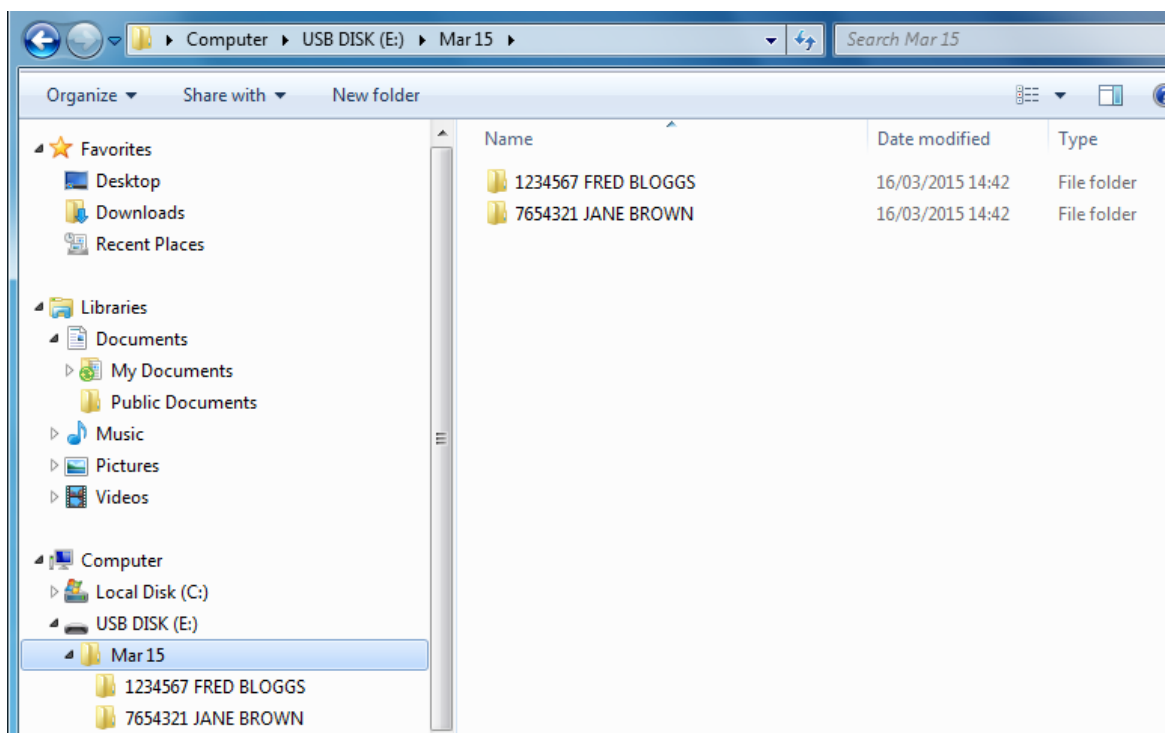 Computer USB DISK (E:) Mar 15 Search Mar 15
Organize Share with New folder
Favorites
Desktop
Downloads
Recent Places
Libraries
Documents
My Documents
Public Documents
Music
Pictures
Videos
Computer
Local Disk (C:)
USB DISK (E:)
Mar 15
1234567 FRED BLOGGS
7654321 JANE BROWN
Name Date modified Type
1234567 FRED BLOGGS 16/03/2015 14:42 File folder
7654321 JANE BROWN 16/03/2015 14:42 File folder